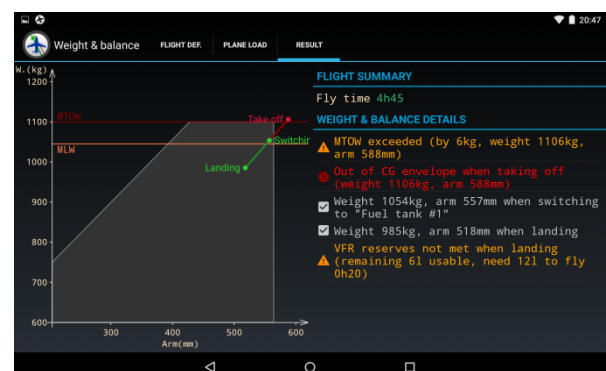 20:47
Weight & balance
FLIGHT DEF.
PLANE LOAD
RESULT
W.(kg)
1200
1100
1000
900
800
700
600
MTOW
MLW
Take off
Switchin
Landing
300
400
500
600
Arm(mm)
FLIGHT SUMMARY
Fly time 4h45
WEIGHT & BALANCE DETAILS
MTOW exceeded (by 6kg, weight 1106kg,
arm 588mm)
Out of CG envelope when taking off
(weight 1106kg, arm 588mm)
Weight 1054kg, arm 557mm when switching
to "Fuel tank #1"
Weight 985kg, arm 518mm when landing
VFR reserves not met when landing
(remaining 6l usable, need 12l to fly
0h20)